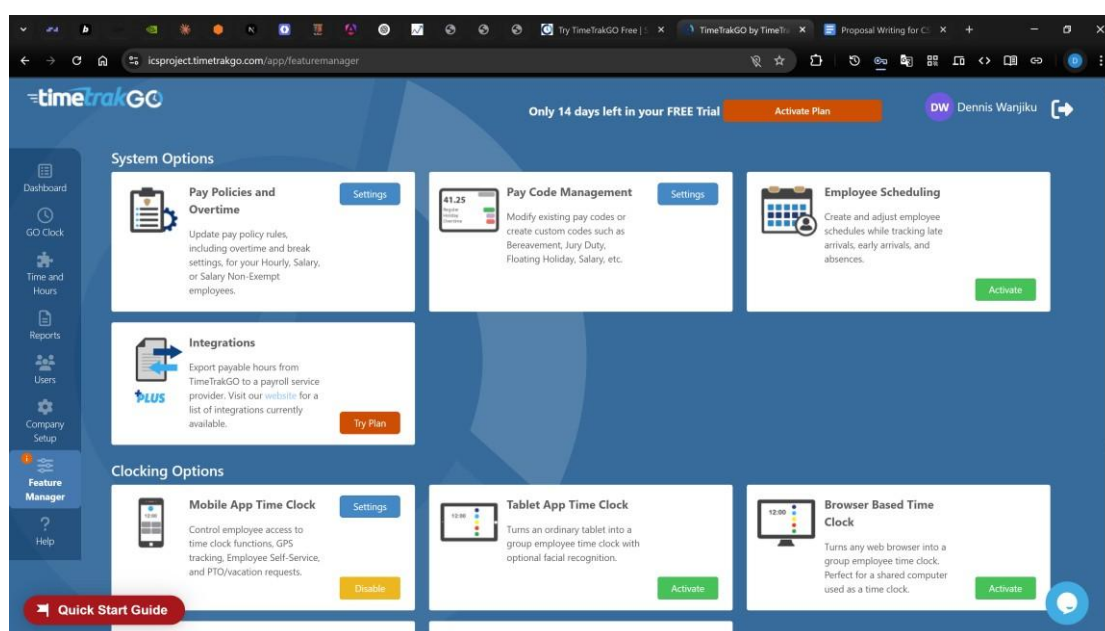 Try TimeTrakGO Free | S
TimeTrakGO by TimeTr
Proposal Writing for CS
icsproject.timetrakgo.com/app/featuremanager
timetrakGO
Only 14 days left in your FREE Trial
Activate Plan
DW
Dennis Wanjiku
Dashboard
GO Clock
Time and
Hours
Reports
Users
Company
Setup
Feature
Manager
Help
System Options
Pay Policies and
Overtime
Settings
Update pay policy rules,
including overtime and break
settings, for your Hourly, Salary,
or Salary Non-Exempt
employees.
41.25
Pay Code Management
Settings
Modify existing pay codes or
create custom codes such as
Bereavement, Jury Duty,
Floating Holiday, Salary, etc.
Employee Scheduling
Create and adjust employee
schedules while tracking late
arrivals, early arrivals, and
absences.
Activate
Integrations
Export payable hours from
TimeTrakGO to a payroll service
provider. Visit our website for a
list of integrations currently
available.
PLUS
Try Plan
Clocking Options
Mobile App Time Clock
Settings
Control employee access to
time clock functions, GPS
tracking, Employee Self-Service,
and PTO/vacation requests.
Disable
12:00
Tablet App Time Clock
Turns an ordinary tablet into a
group employee time clock with
optional facial recognition.
Activate
12:00
Browser Based Time
Clock
Turns any web browser into a
group employee time clock.
Perfect for a shared computer
used as a time clock.
Activate
Quick Start Guide